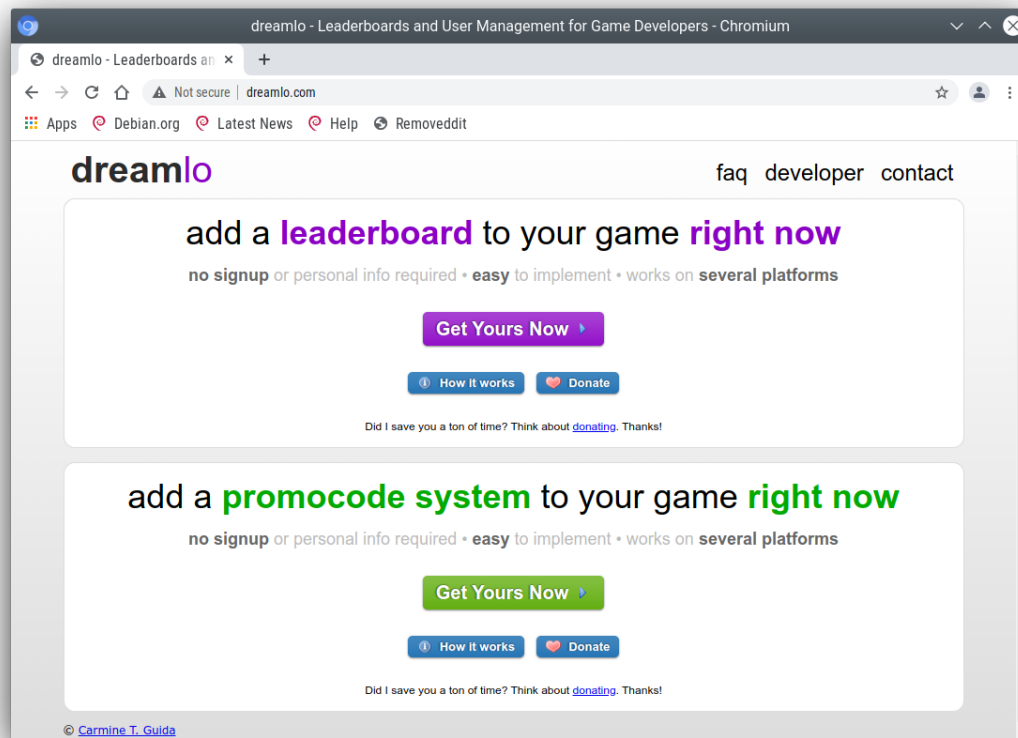 dreamlo - Leaderboards and User Management for Game Developers - Chromium
dreamlo - Leaderboards an
Not secure | dreamlo.com
Apps Debian.org Latest News Help Removeddit
dreamlo faq developer contact
add a leaderboard to your game right now
no signup or personal info required • easy to implement • works on several platforms
Get Yours Now
How it works Donate
Did I save you a ton of time? Think about donating. Thanks!
add a promocode system to your game right now
no signup or personal info required • easy to implement • works on several platforms
Get Yours Now
How it works Donate
Did I save you a ton of time? Think about donating. Thanks!
© Carmine T. Guida